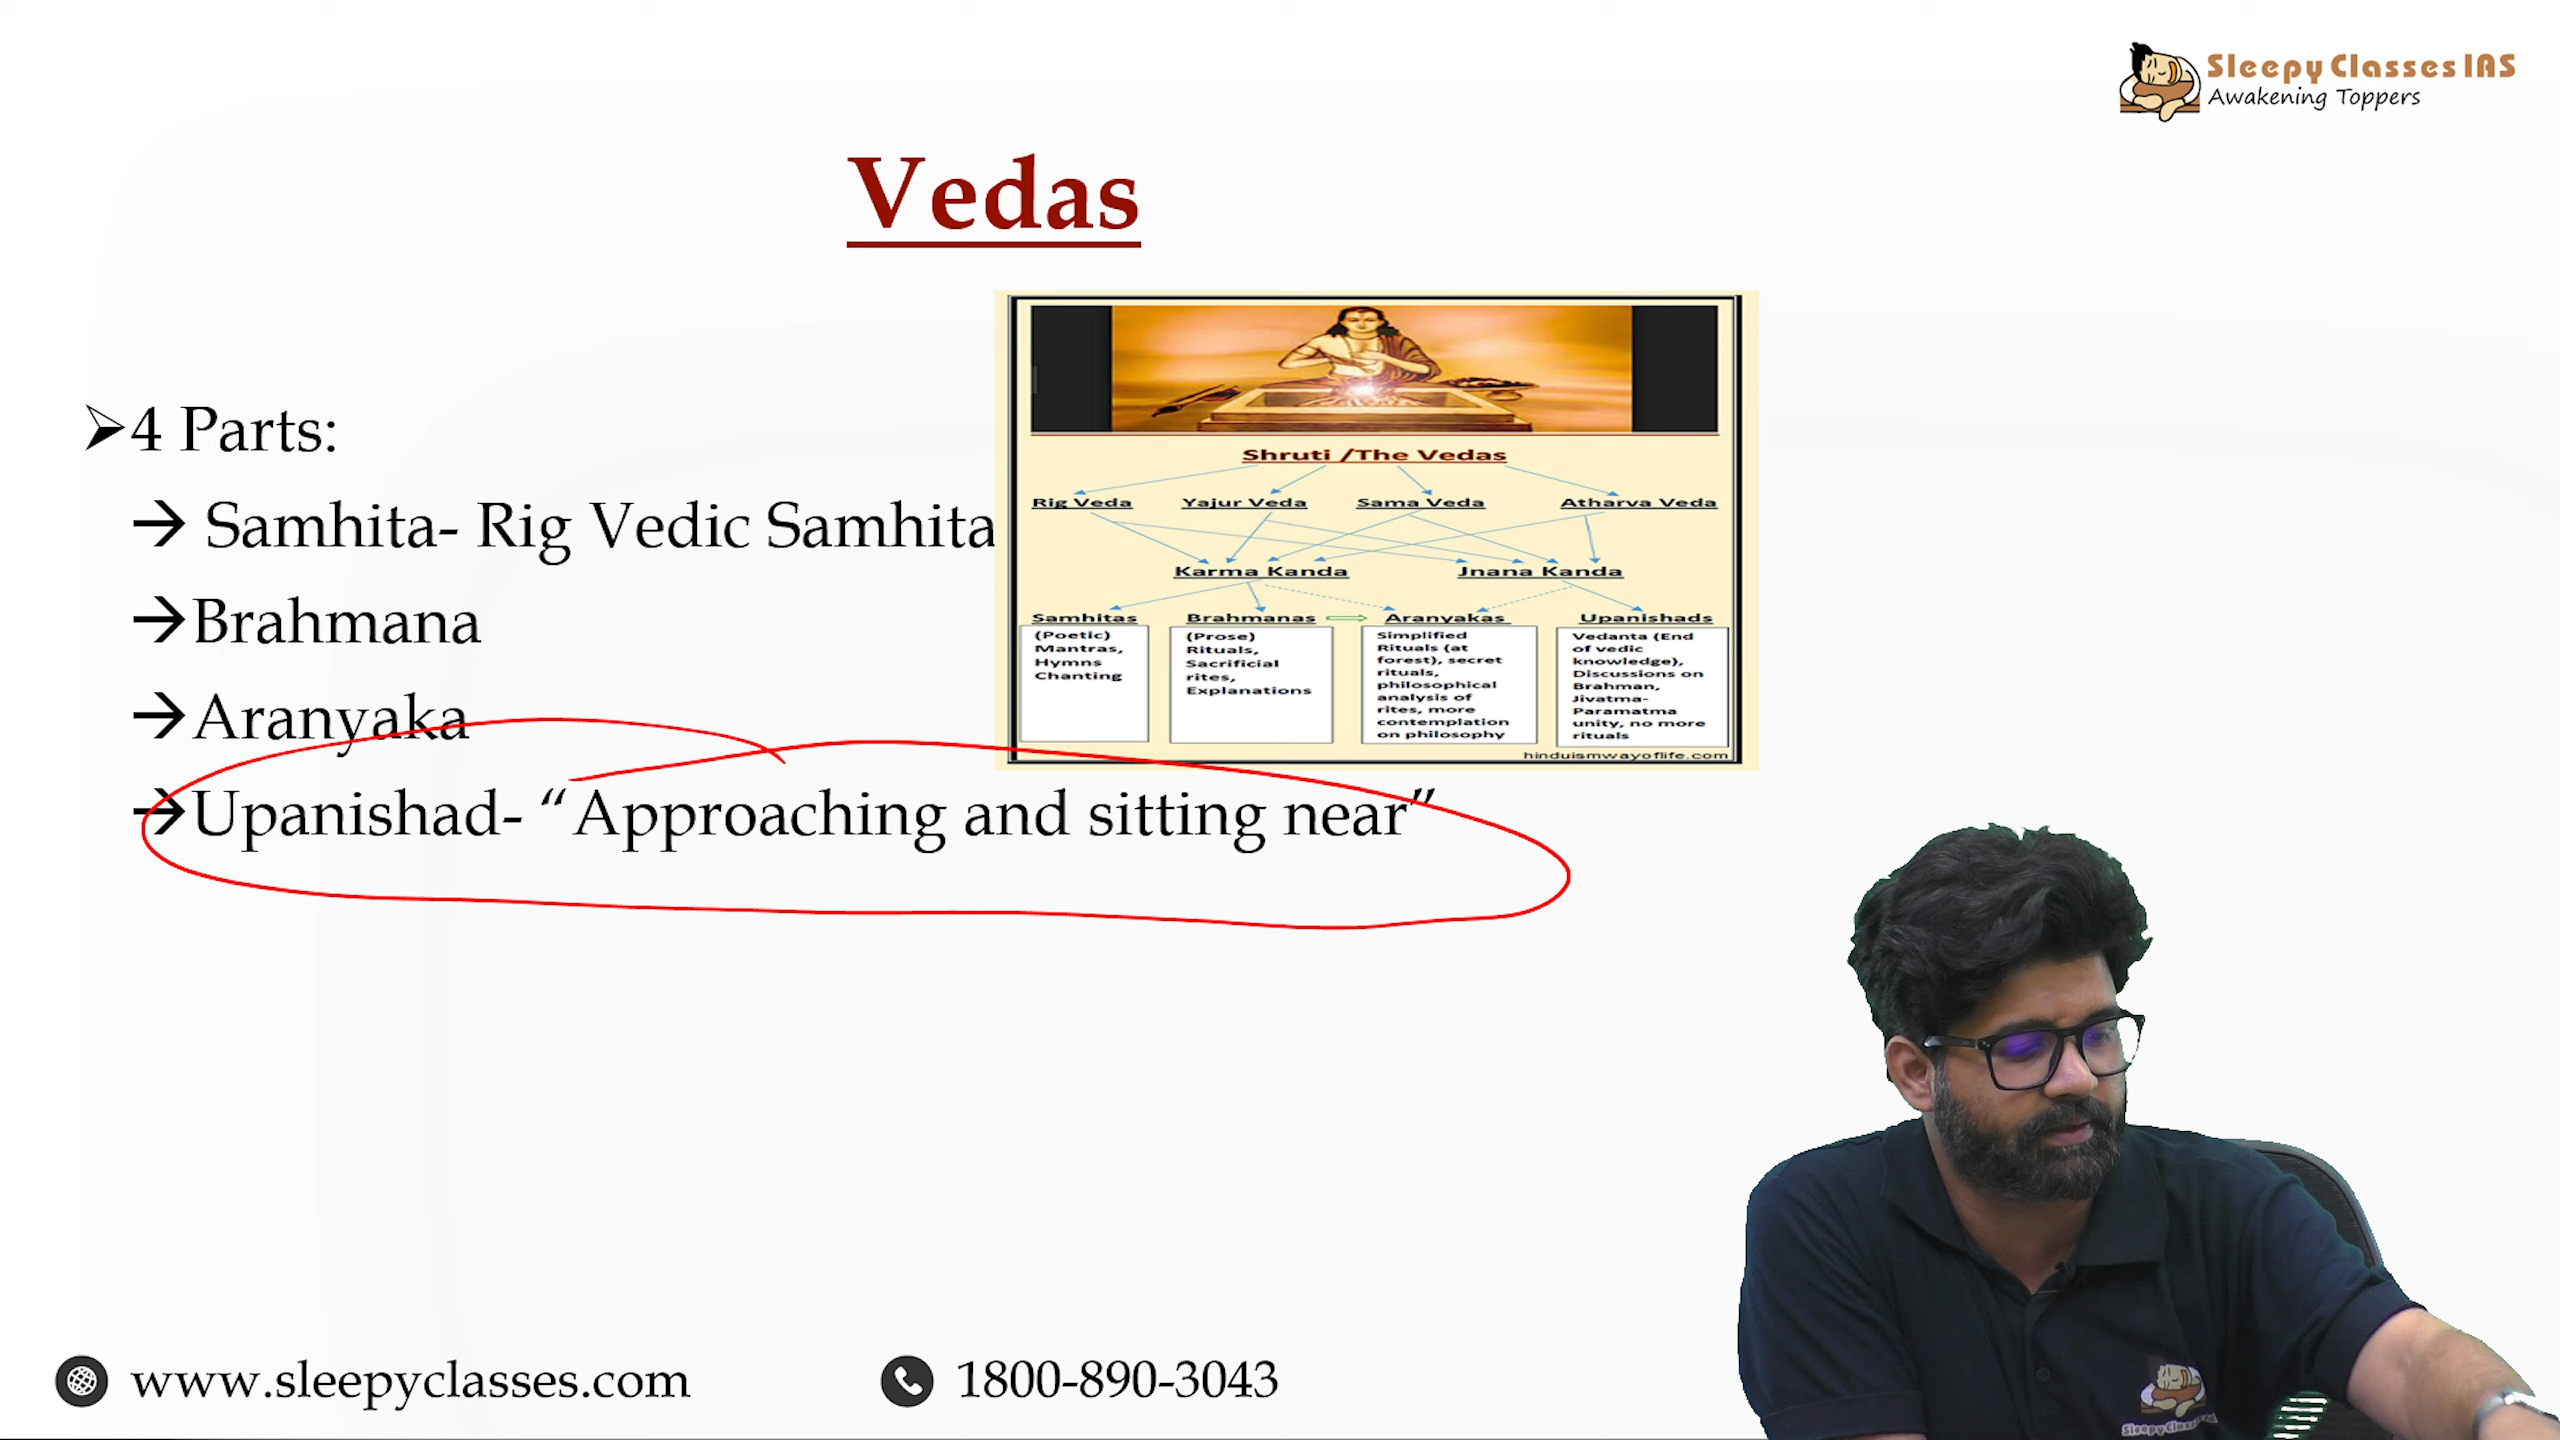 Sleepy Classes IAS
Awakening Toppers
Vedas
4 Parts:
Samhita- Rig Vedic Samhita
Brahmana
Aranyaka
Upanishad- “Approaching and sitting near”
Shruti /The Vedas
Rig Veda Yajur Veda Sama Veda Atharva Veda
Karma Kanda Jnana Kanda
Samhitas Brahmanas Aranyakas Upanishads
(Poetic)
Mantras,
Hymns
Chanting
(Prose)
Rituals,
Sacrificial
rites,
Explanations
Simplified
Rituals (at
forest), secret
rituals,
philosophical
analysis of
rites, more
contemplation
on philosophy
Vedanta (End
of vedic
knowledge),
Discussions on
Brahman,
Jivatma-
Paramatma
unity, no more
rituals
hinduismwayoflife.com
www.sleepyclasses.com
1800-890-3043